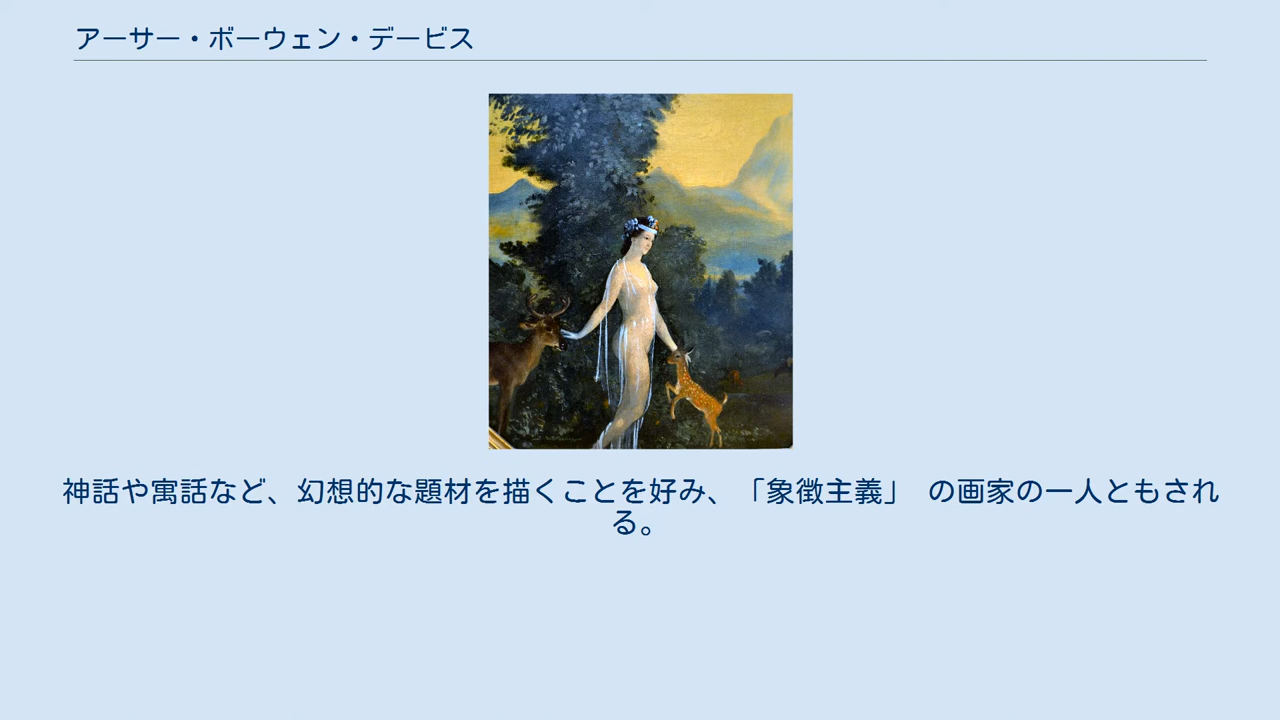 アーサー・ボーウェン・デービス
神話や寓話など、幻想的な題材を描くことを好み、「象徴主義」 の画家の一人ともされ
る。